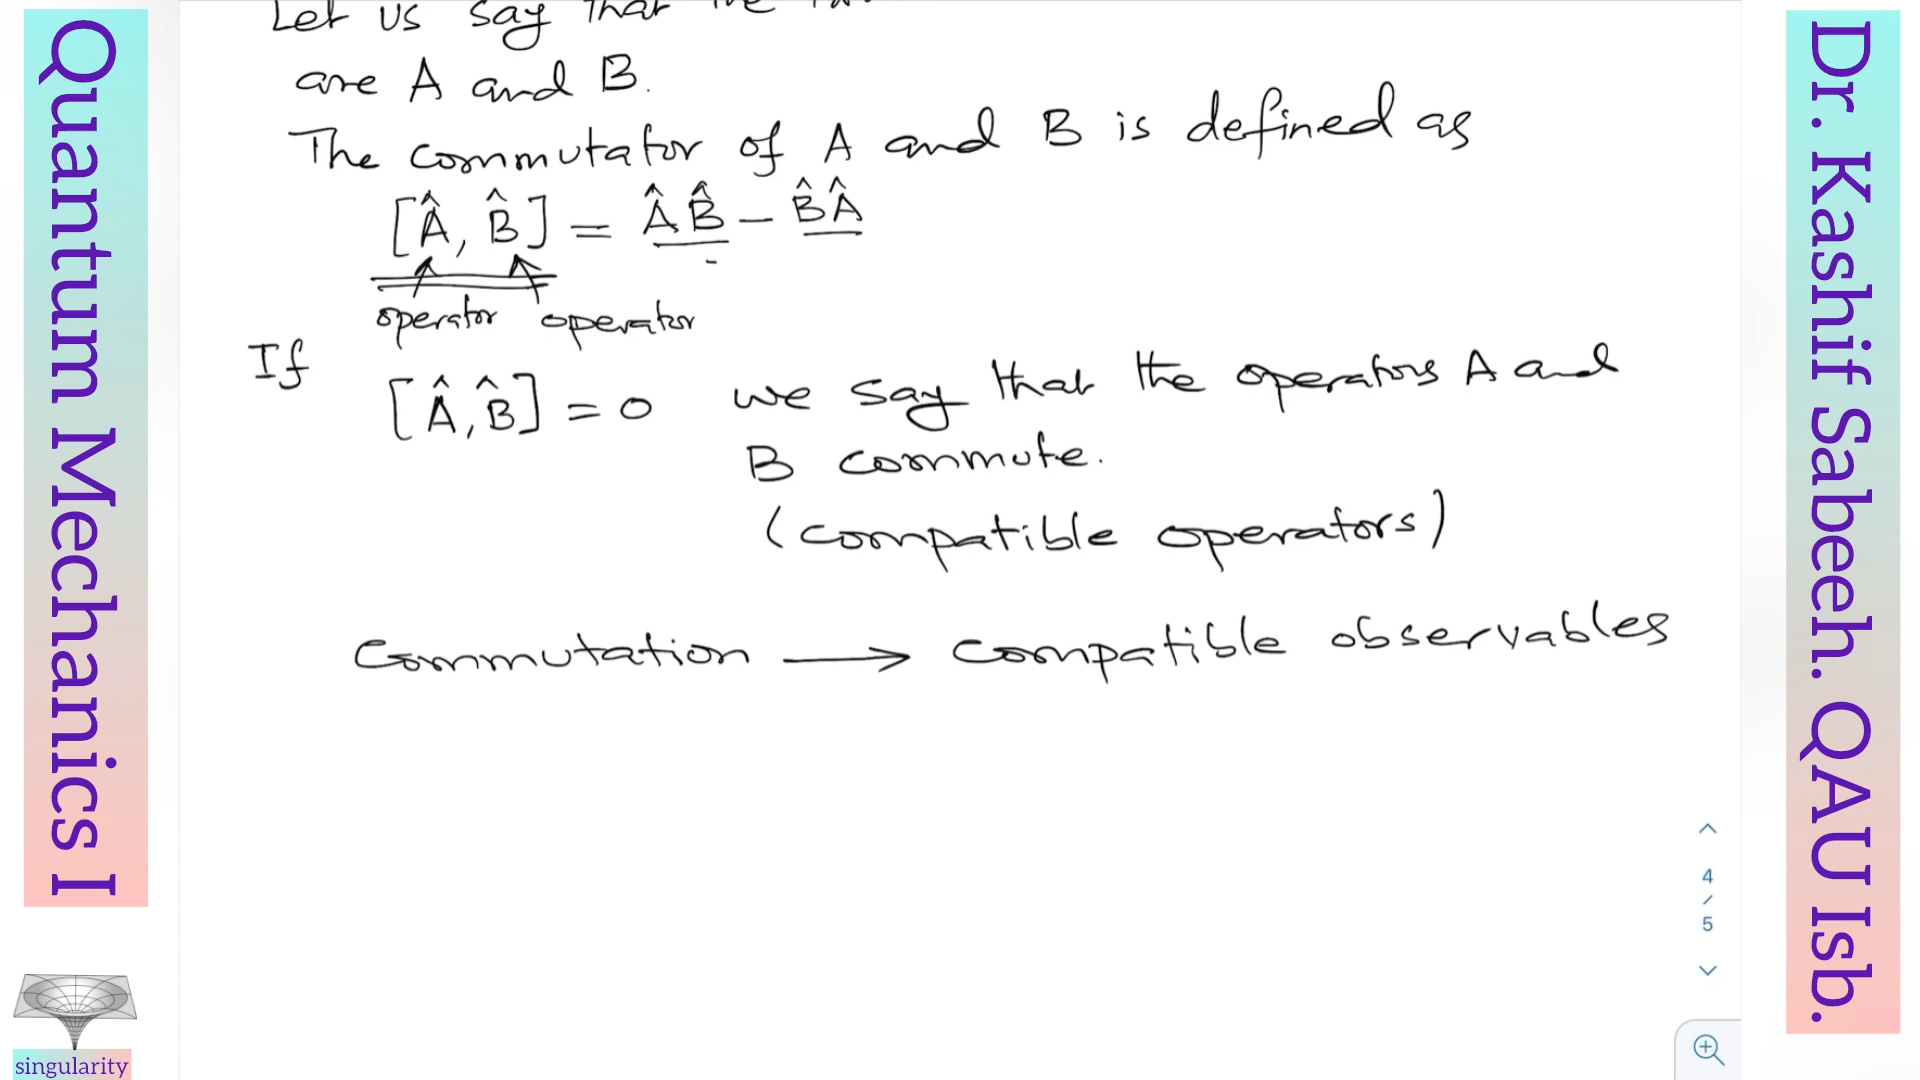 Quantum Mechanics I
singularity
Let us say that the
are A and B.
The commutator of A and B is defined as
[Â, B̂] = ÂB̂ - B̂Â
operator operator
If
[Â, B̂] = 0 we say that the operators A and
B commute.
(compatible operators)
Commutation → compatible observables
4
/
5
Dr. Kashif Sabeeh. QAU Isb.